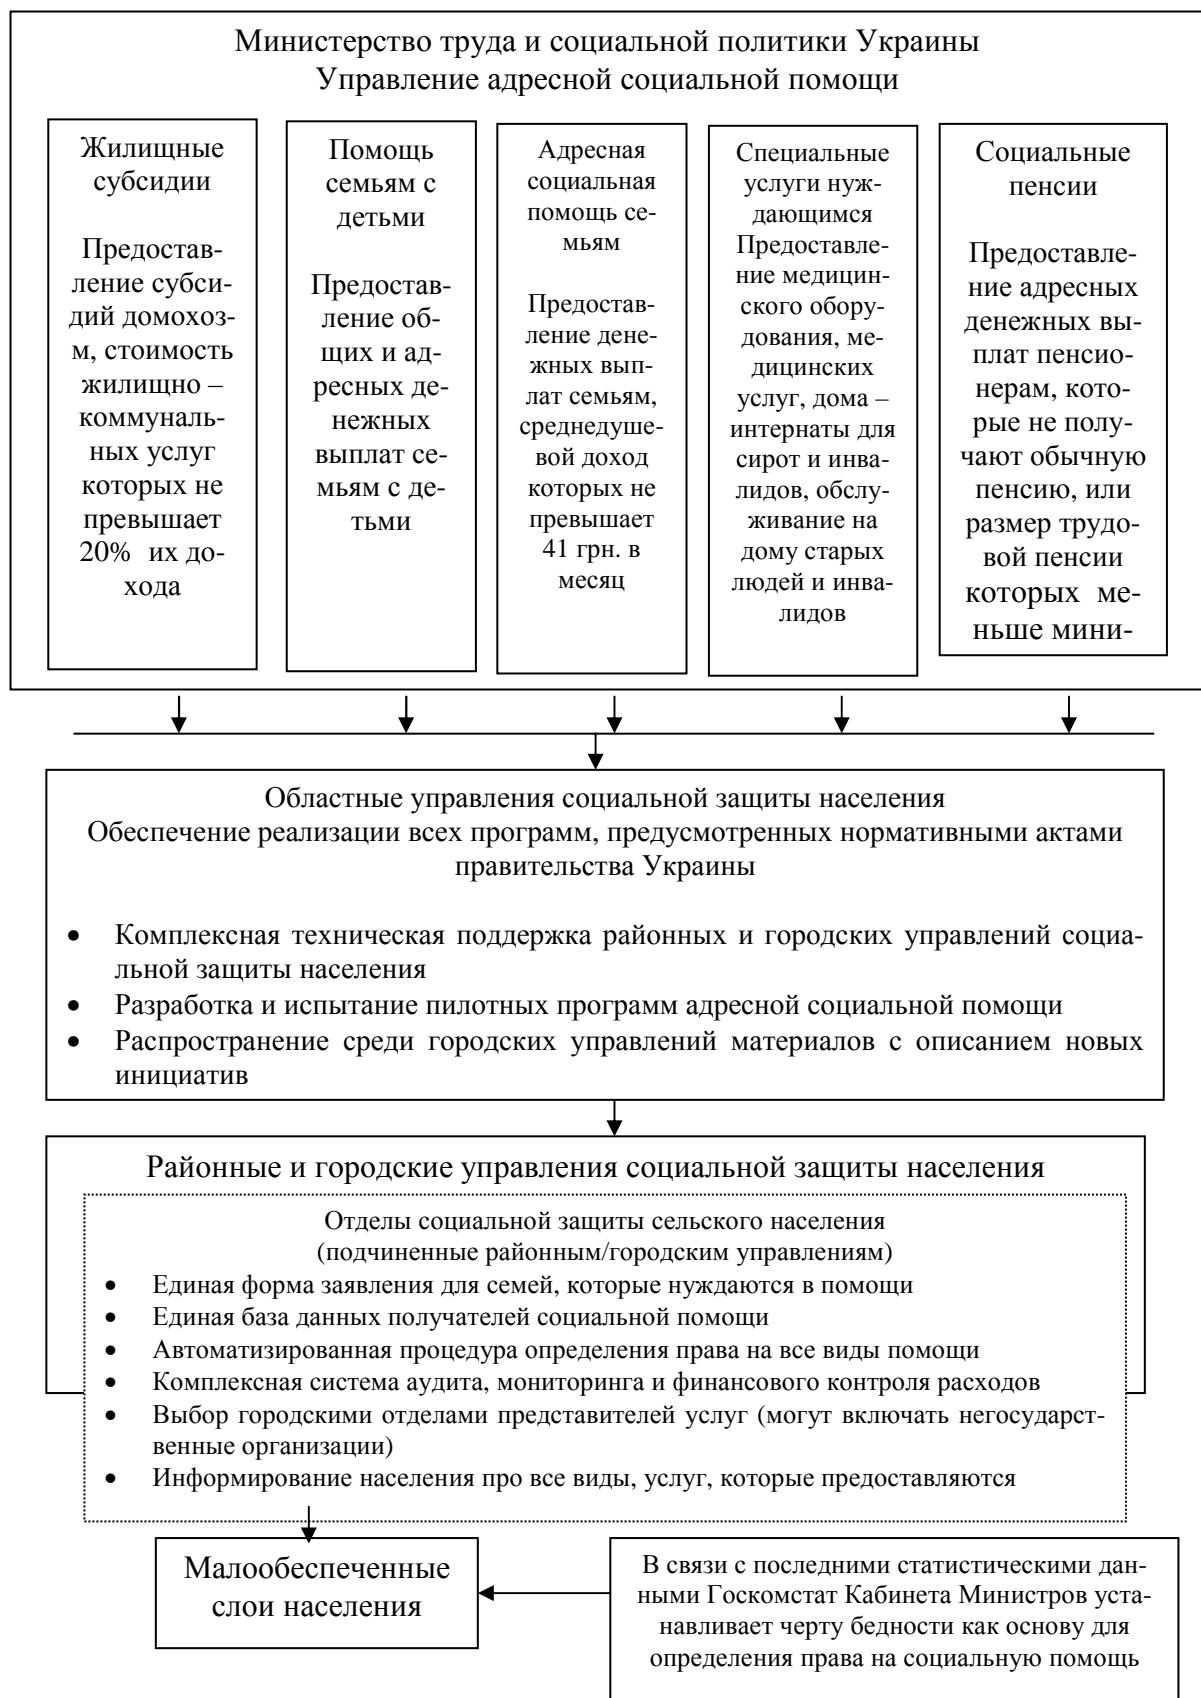 Министерство труда и социальной политики Украины
Управление адресной социальной помощи
Жилищные
субсидии
Предостав-
ление субси-
дий домохоз-
м, стоимость
жилищно –
коммуналь-
ных услуг
которых не
превышает
20% их до-
хода
Помощь
семьям с
детьми
Предостав-
ление об-
щих и ад-
ресных де-
нежных
выплат се-
мьям с де-
тьми
Адресная
социальная
помощь се-
мьям
Предостав-
ление дене-
жных вып-
лат семьям,
среднедуше-
вой доход
которых не
превышает
41 грн. в
месяц
Специальные
услуги нуж-
дающимся
Предоставле-
ние медицин-
ского обору-
дования, ме-
дицинских
услуг, дома –
интернаты для
сирот и инва-
лидов, обслу-
живание на
дому старых
людей и инва-
лидов
Социальные
пенсии
Предоставле-
ние адресных
денежных вы-
плат пенсио-
нерам, кото-
рые не полу-
чают обычную
пенсию, или
размер трудо-
вой пенсии
которых ме-
ньше мини-
Областные управления социальной защиты населения
Обеспечение реализации всех программ, предусмотренных нормативными актами
правительства Украины
• Комплексная техническая поддержка районных и городских управлений социа-
льной защиты населения
• Разработка и испытание пилотных программ адресной социальной помощи
• Распространение среди городских управлений материалов с описанием новых
инициатив
Районные и городские управления социальной защиты населения
Отделы социальной защиты сельского населения
(подчиненные районным/городским управлениям)
• Единая форма заявления для семей, которые нуждаются в помощи
• Единая база данных получателей социальной помощи
• Автоматизированная процедура определения права на все виды помощи
• Комплексная система аудита, мониторинга и финансового контроля расходов
• Выбор городскими отделами представителей услуг (могут включать негосударст-
венные организации)
• Информирование населения про все виды, услуг, которые предоставляются
Малообеспеченные
слои населения
В связи с последними статистическими дан-
ными Госкомстат Кабинета Министров уста-
навливает черту бедности как основу для
определения права на социальную помощь